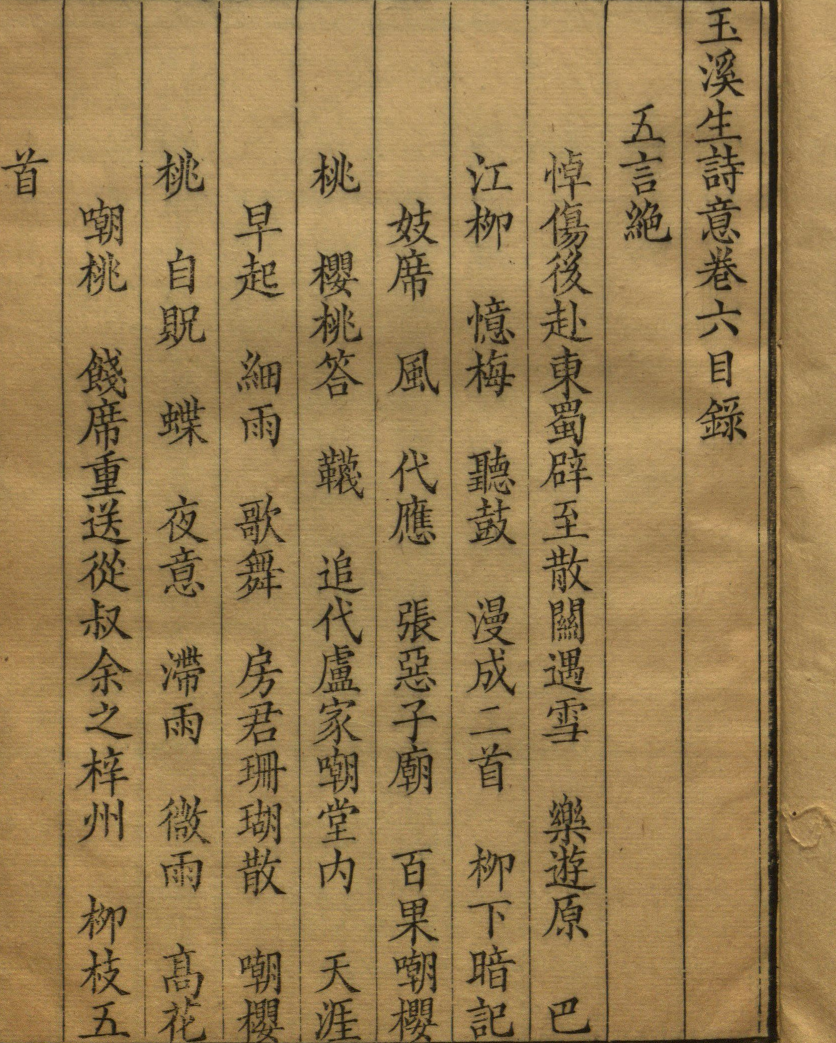 玉溪生詩意卷六目錄
五言絶
悼傷後赴東蜀辟至散關遇雪　樂遊原　巴
江柳　憶梅　聽鼓　漫成二首　柳下暗記
妓席　風　代應　張惡子廟　百果嘲櫻
桃　櫻桃答　韈　追代盧家嘲堂内　天涯
早起　細雨　歌舞　房君珊瑚散　嘲櫻
桃　自貺　蝶　夜意　滯雨　微雨　高花
嘲桃　餞席重送從叔余之梓州　柳枝五
首